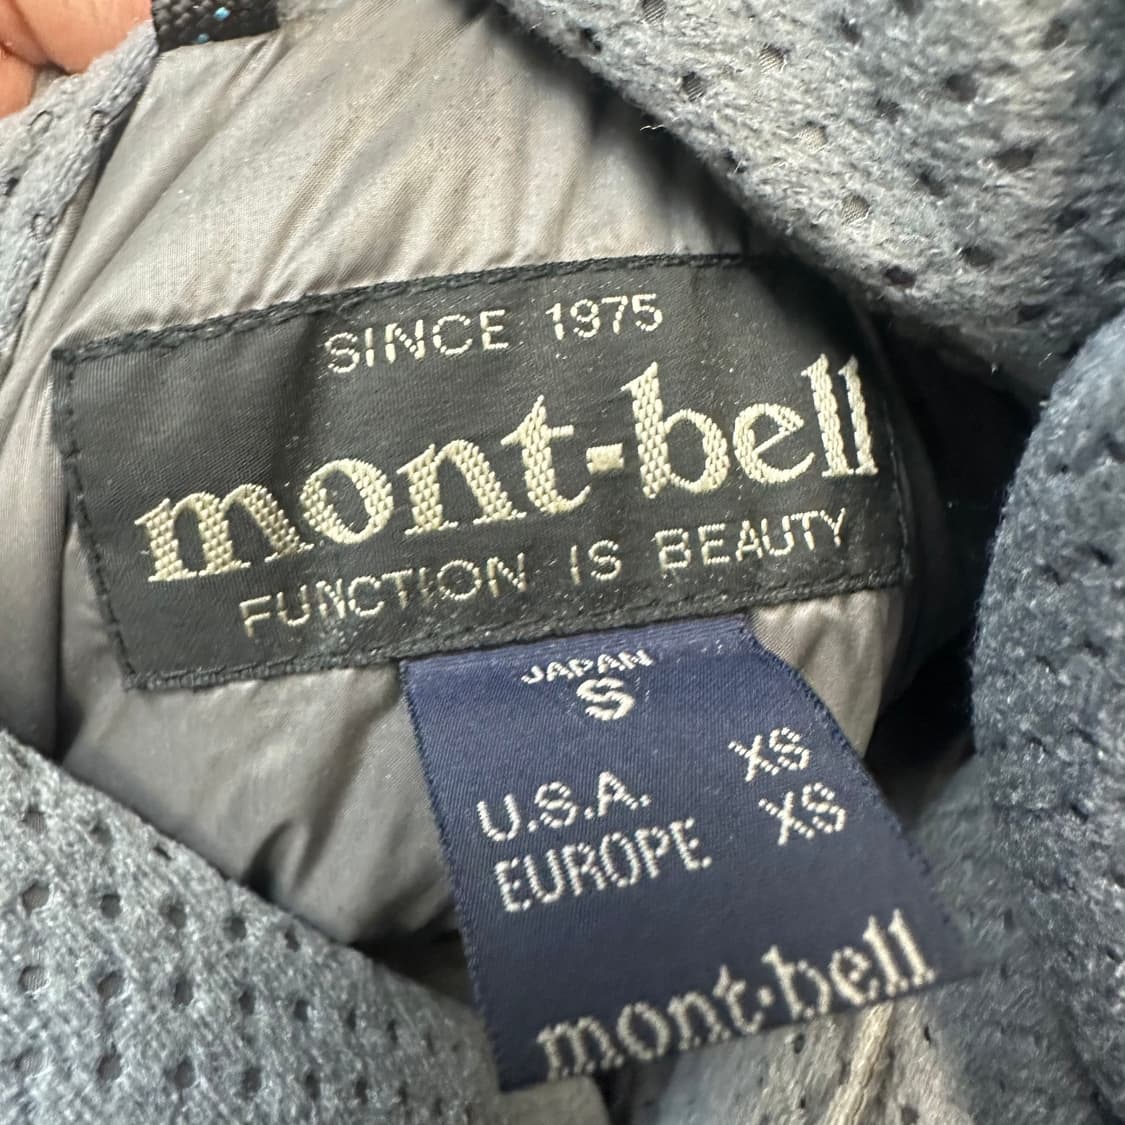 SINCE 1975
mont-bell
FUNCTION IS BEAUTY
JAPAN
S
U.S.A. XS
EUROPE XS
mont-bell